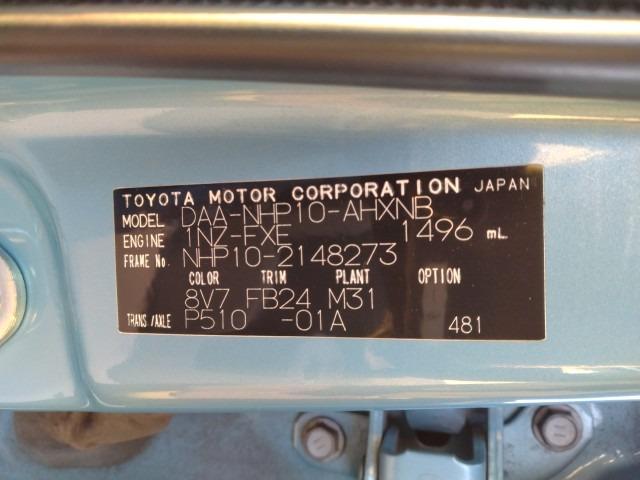 TOYOTA MOTOR CORPORATION JAPAN
MODEL DAA-NHP10-AHXNB
ENGINE 1NZ-FXE 1496 mL
FRAME No. NHP10-2148273
COLOR TRIM PLANT OPTION
8V7 FB24 M31
TRANS/AXLE P510 -01A 481